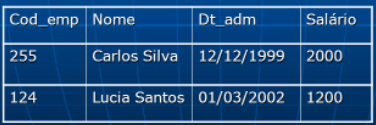 Cod_emp Nome Dt_adm Salário
255 Carlos Silva 12/12/1999 2000
124 Lucia Santos 01/03/2002 1200